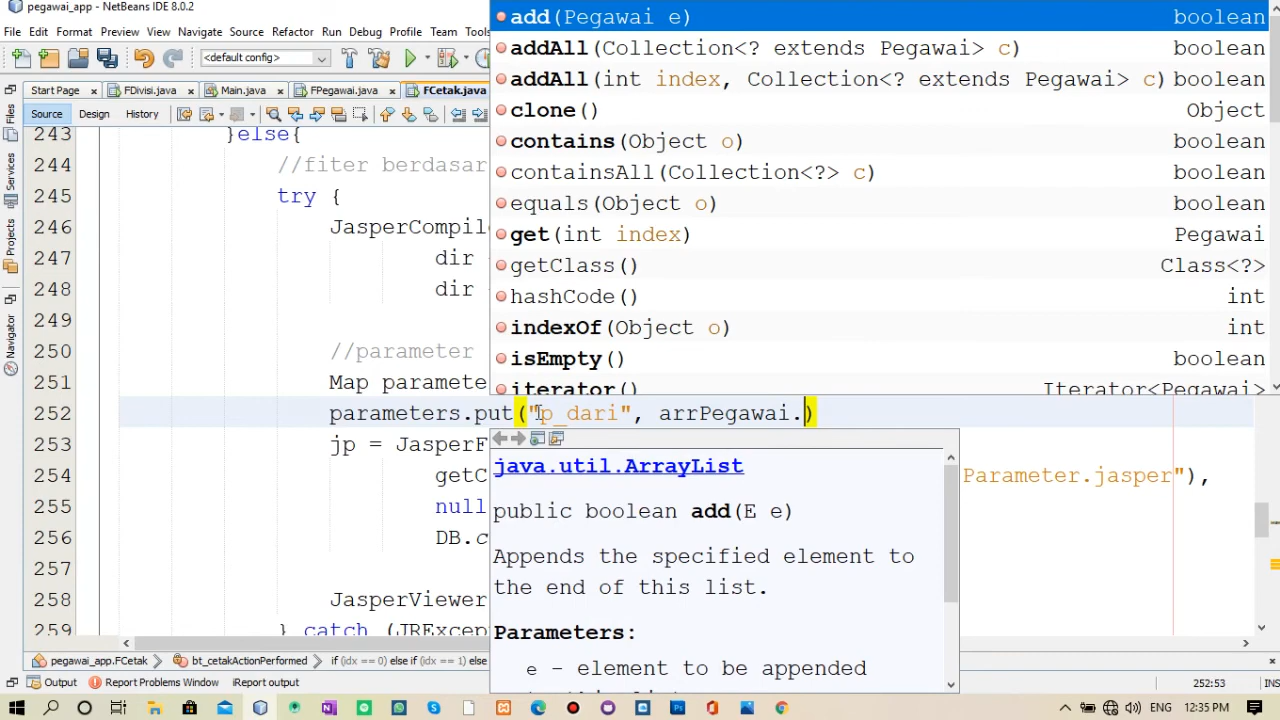 pegawai_app - NetBeans IDE 8.0.2
File Edit View Navigate Source Refactor Run Debug Profile Team Tools
<default config>
Start Page FDivisi.java Main.java FPegawai.java FCetak.java
Source Design History
Files
Services
Projects
Navigator
243 }else{
244 //fiter berdasar
245 try {
246 JasperCompil
247 dir
248 dir
249
250 //parameter
251 Map paramete
252 parameters.put("p_dari", arrPegawai.)
253 jp = JasperF
254 getC Parameter.jasper"),
255 null
256 DB.c
257
258 JasperViewer
259 } catch (JRExcep
add(Pegawai e) boolean
addAll(Collection<? extends Pegawai> c) boolean
addAll(int index, Collection<? extends Pegawai> c) boolean
clone() Object
contains(Object o) boolean
containsAll(Collection<?> c) boolean
equals(Object o) boolean
get(int index) Pegawai
getClass() Class<?>
hashCode() int
indexOf(Object o) int
isEmpty() boolean
iterator() Iterator<Pegawai>
java.util.ArrayList
public boolean add(E e)
Appends the specified element to
the end of this list.
Parameters:
e - element to be appended
pegawai_app.FCetak bt_cetakActionPerformed if (idx == 0) else if (idx == 1) else
Output Report Problems Window iReport output 252:53 INS
ENG 12:35 PM